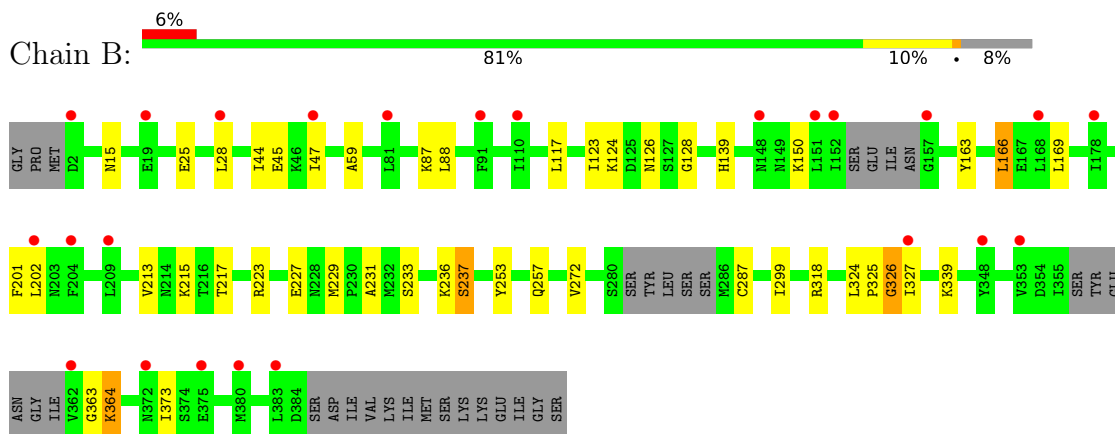 6%
Chain B:
81% 10% • 8%
GLY PRO MET D2 N15 E19 E25 L28 I44 E45 K46 I47 A59 L81 K87 L88 F91 I110 L117 I123 K124 D125 N126 S127 G128 H139 N148 N149 K150 L151 I152 SER GLU ILE ASN G157 Y163 L166 E167 L168 L169 I178
F201 L202 N203 F204 L209 V213 N214 K215 T216 T217 R223 E227 N228 M229 P230 A231 M232 S233 K236 S237 Y253 Q257 V272 S280 SER TYR LEU SER SER M286 C287 I299 R318 L324 P325 G326 I327 K339 Y348 V353 D354 I355 SER TYR GLU
ASN GLY ILE V362 G363 K364 N372 I373 S374 E375 M380 L383 D384 SER ASP ILE VAL LYS ILE MET SER LYS LYS GLU ILE GLY SER